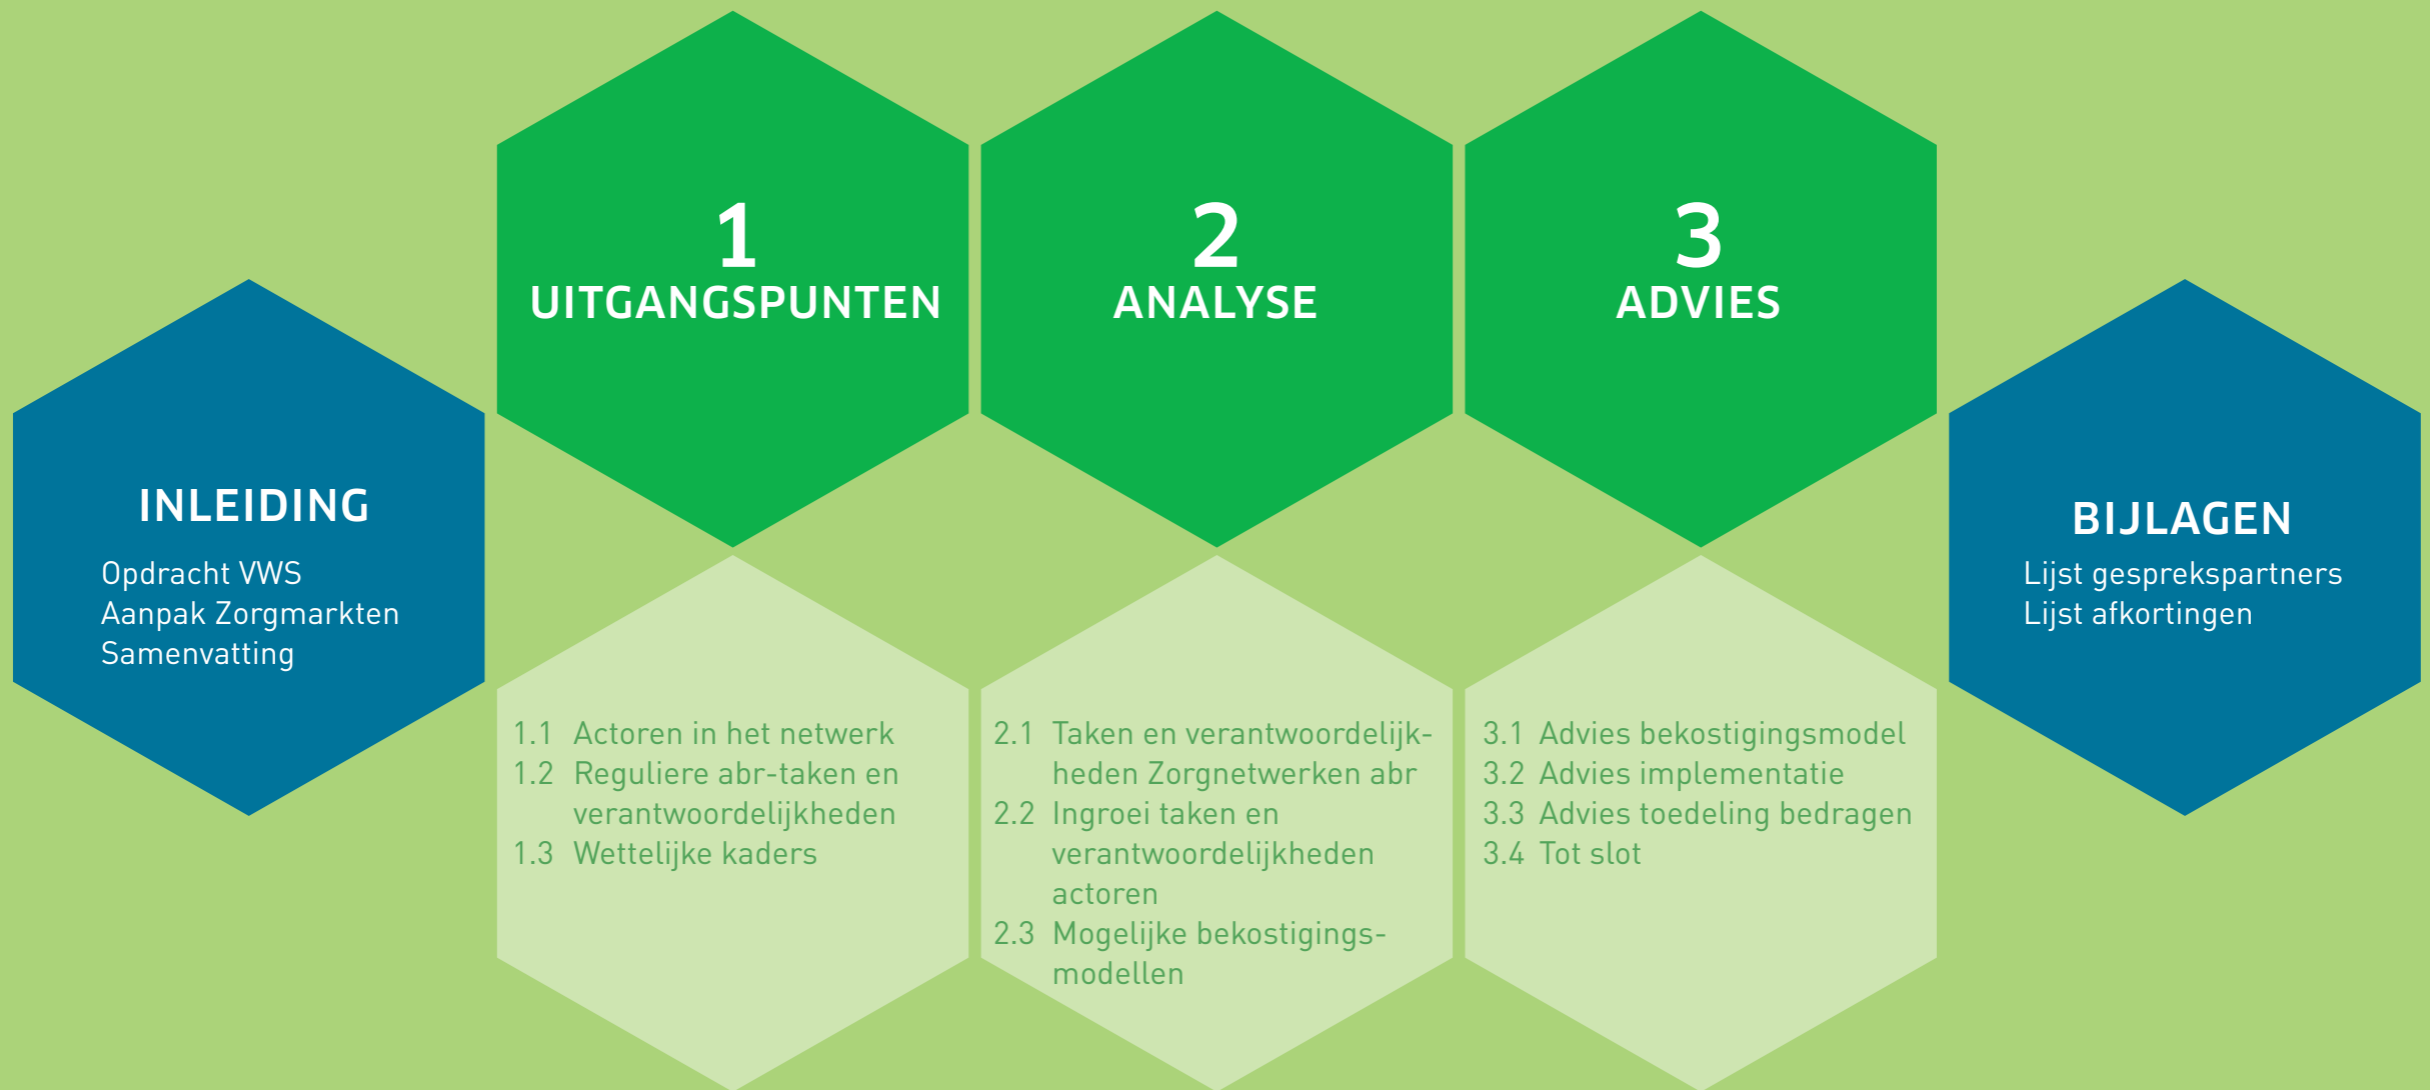 INLEIDING
Opdracht VWS
Aanpak Zorgmarkten
Samenvatting
1
UITGANGSPUNTEN
1.1 Actoren in het netwerk
1.2 Reguliere abr-taken en
verantwoordelijkheden
1.3 Wettelijke kaders
2
ANALYSE
2.1 Taken en verantwoordelijk-
heden Zorgnetwerken abr
2.2 Ingroei taken en
verantwoordelijkheden
actoren
2.3 Mogelijke bekostigings-
modellen
3
ADVIES
3.1 Advies bekostigingsmodel
3.2 Advies implementatie
3.3 Advies toedeling bedragen
3.4 Tot slot
BIJLAGEN
Lijst gesprekspartners
Lijst afkortingen